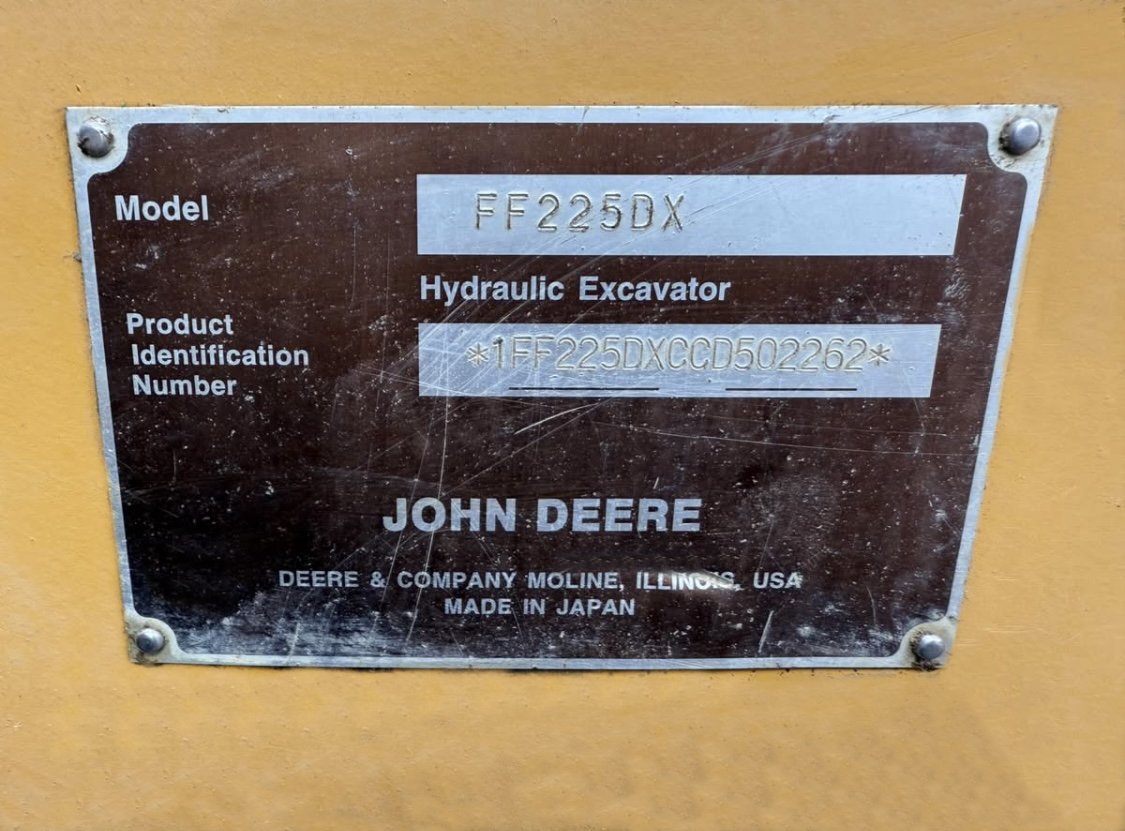 Model FF225DX
Hydraulic Excavator
Product
Identification
Number
*1FF225DXCCD502262*
JOHN DEERE
DEERE & COMPANY MOLINE, ILLINOIS, USA
MADE IN JAPAN